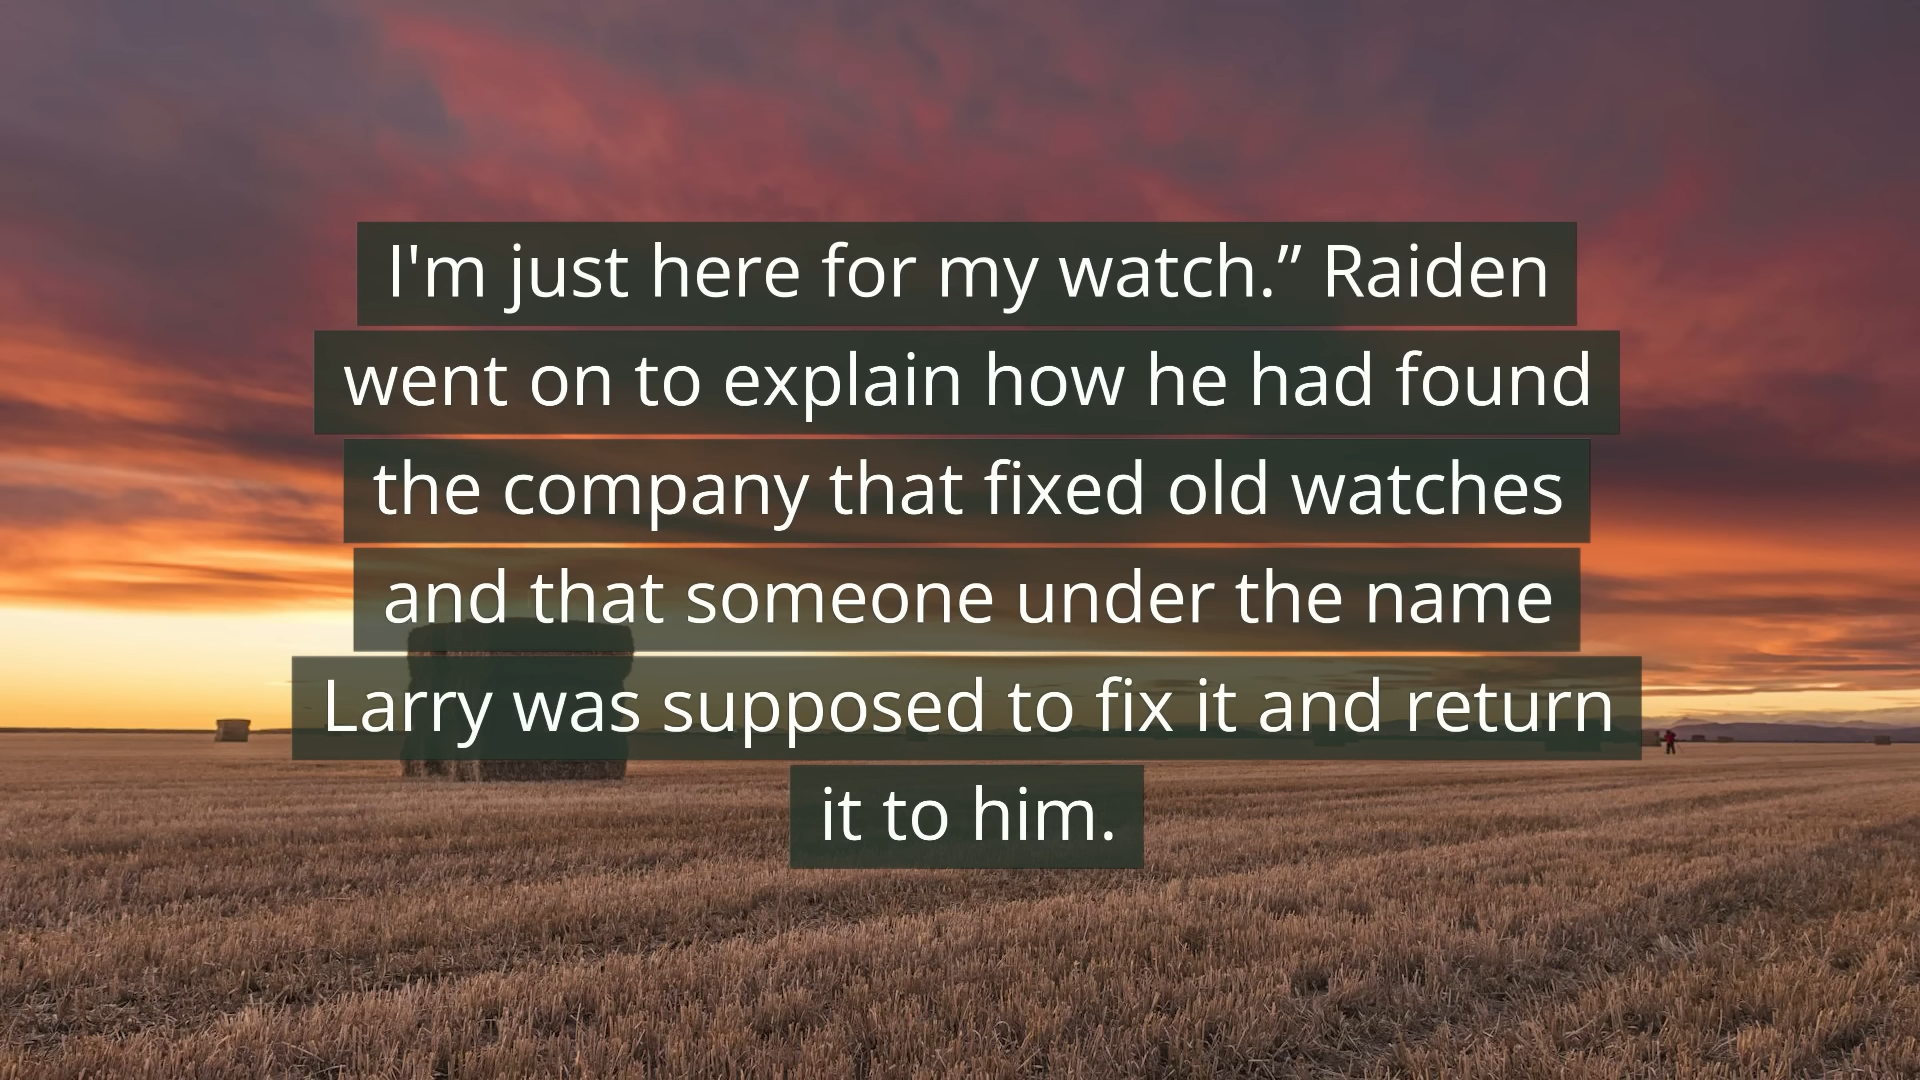 I'm just here for my watch.” Raiden
went on to explain how he had found
the company that fixed old watches
and that someone under the name
Larry was supposed to fix it and return
it to him.